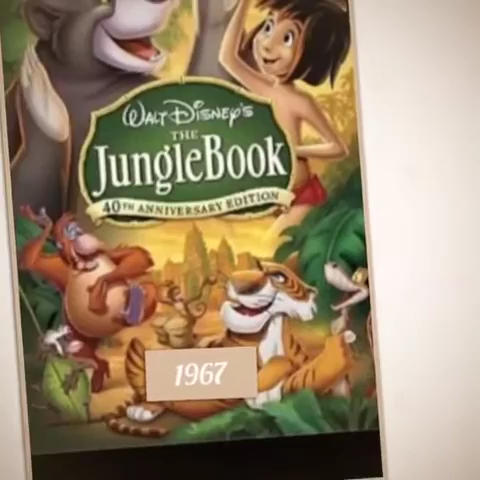 WALT DISNEY'S
THE
JUNGLEBOOK
40TH ANNIVERSARY EDITION
1967